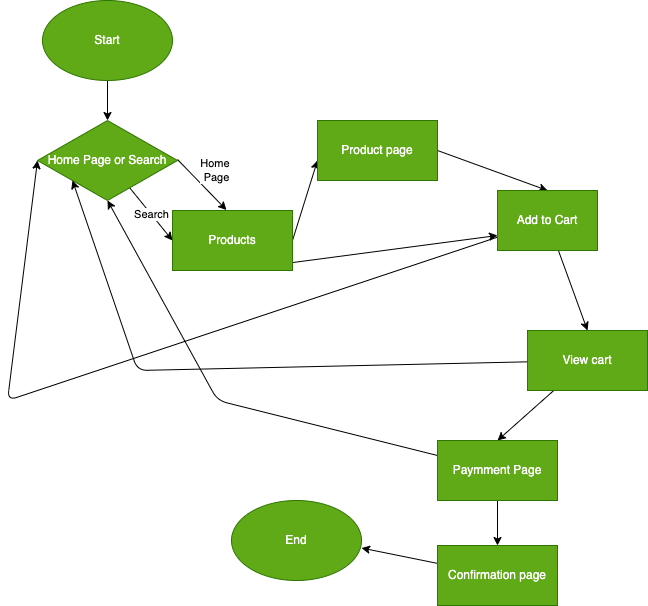 Start
Home Page or Search
Home
Page
Search
Product page
Products
Add to Cart
View cart
Paymment Page
End
Confirmation page